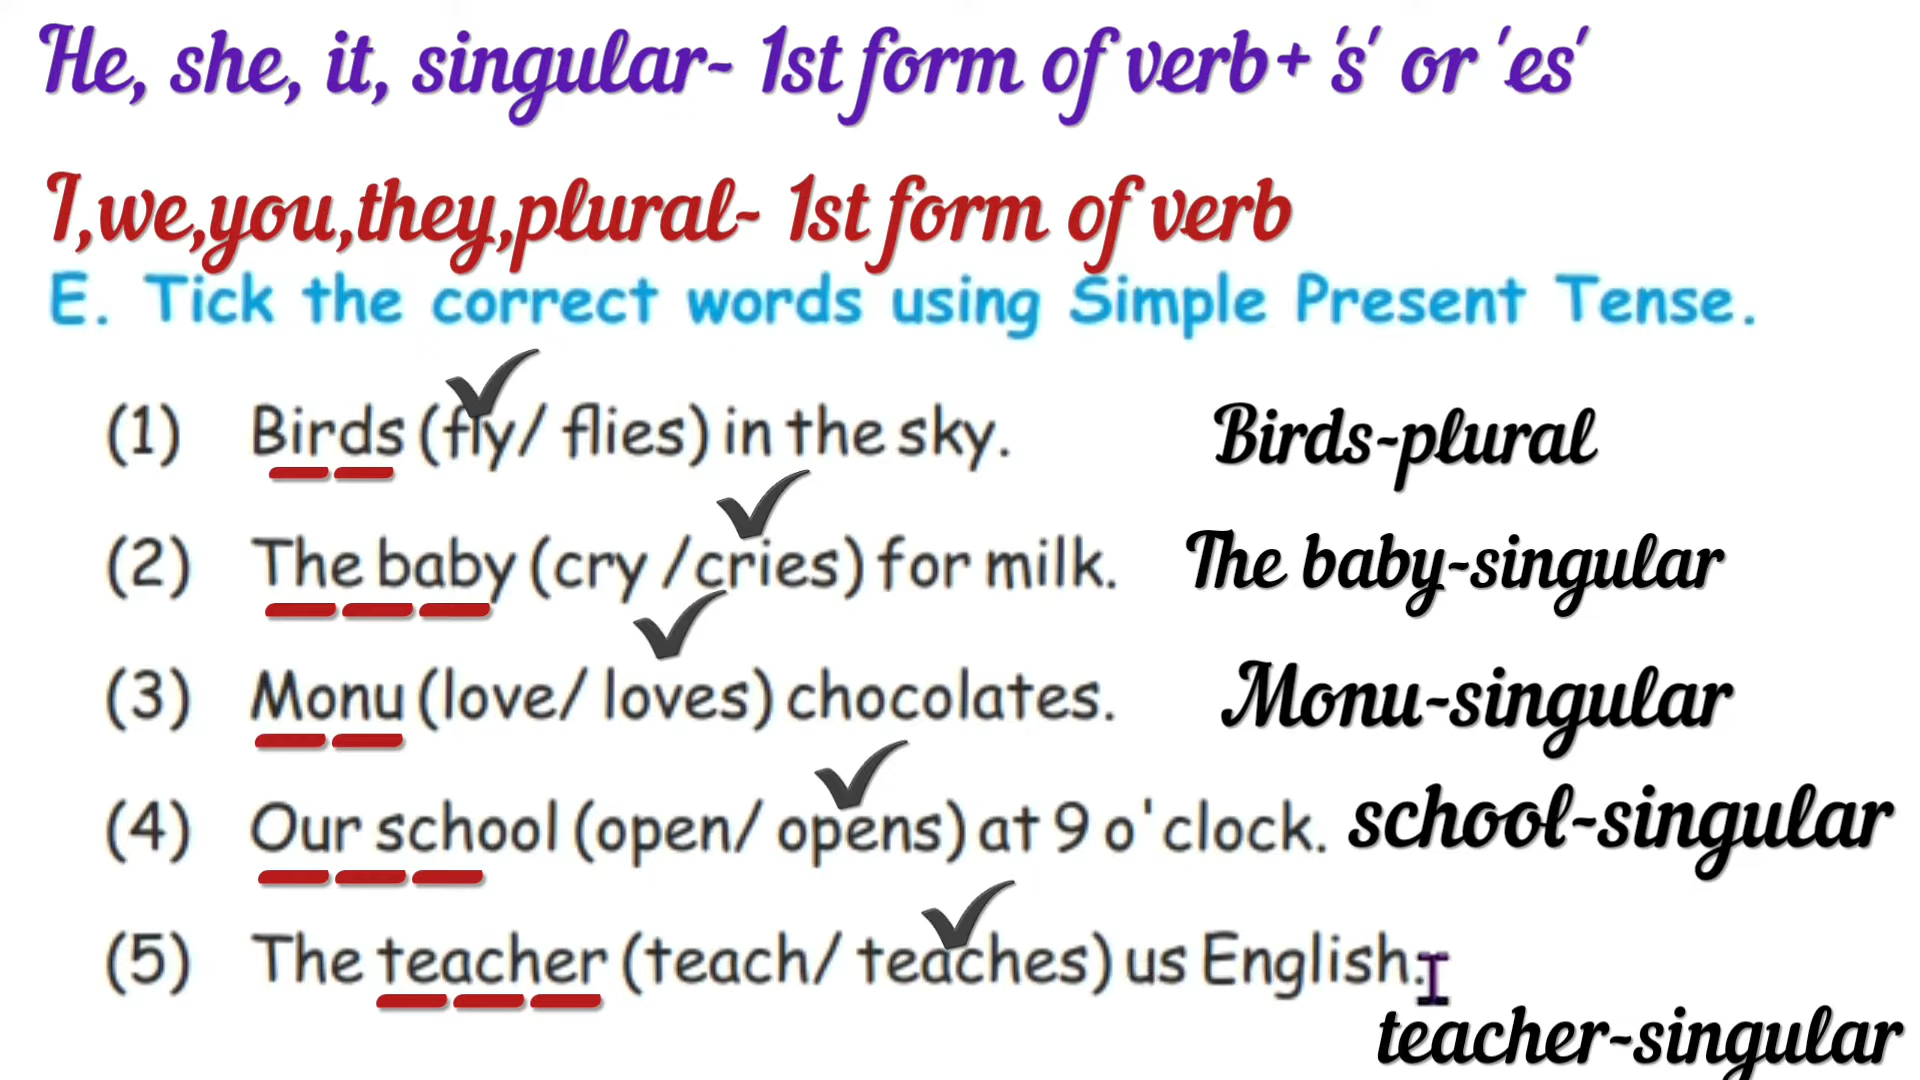 He, she, it, singular- 1st form of verb+ 's' or 'es'
I,we,you,they,plural- 1st form of verb
E. Tick the correct words using Simple Present Tense.
(1) Birds (fly/ flies) in the sky. Birds-plural
(2) The baby (cry /cries) for milk. The baby-singular
(3) Monu (love/ loves) chocolates. Monu-singular
(4) Our school (open/ opens) at 9 o'clock. school-singular
(5) The teacher (teach/ teaches) us English.
teacher-singular